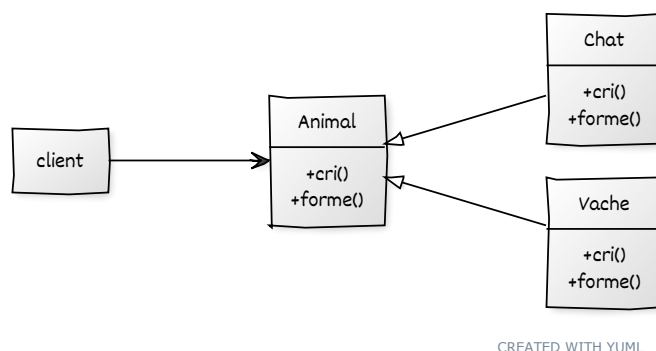 client
Animal
+cri()
+forme()
Chat
+cri()
+forme()
Vache
+cri()
+forme()
CREATED WITH YUML